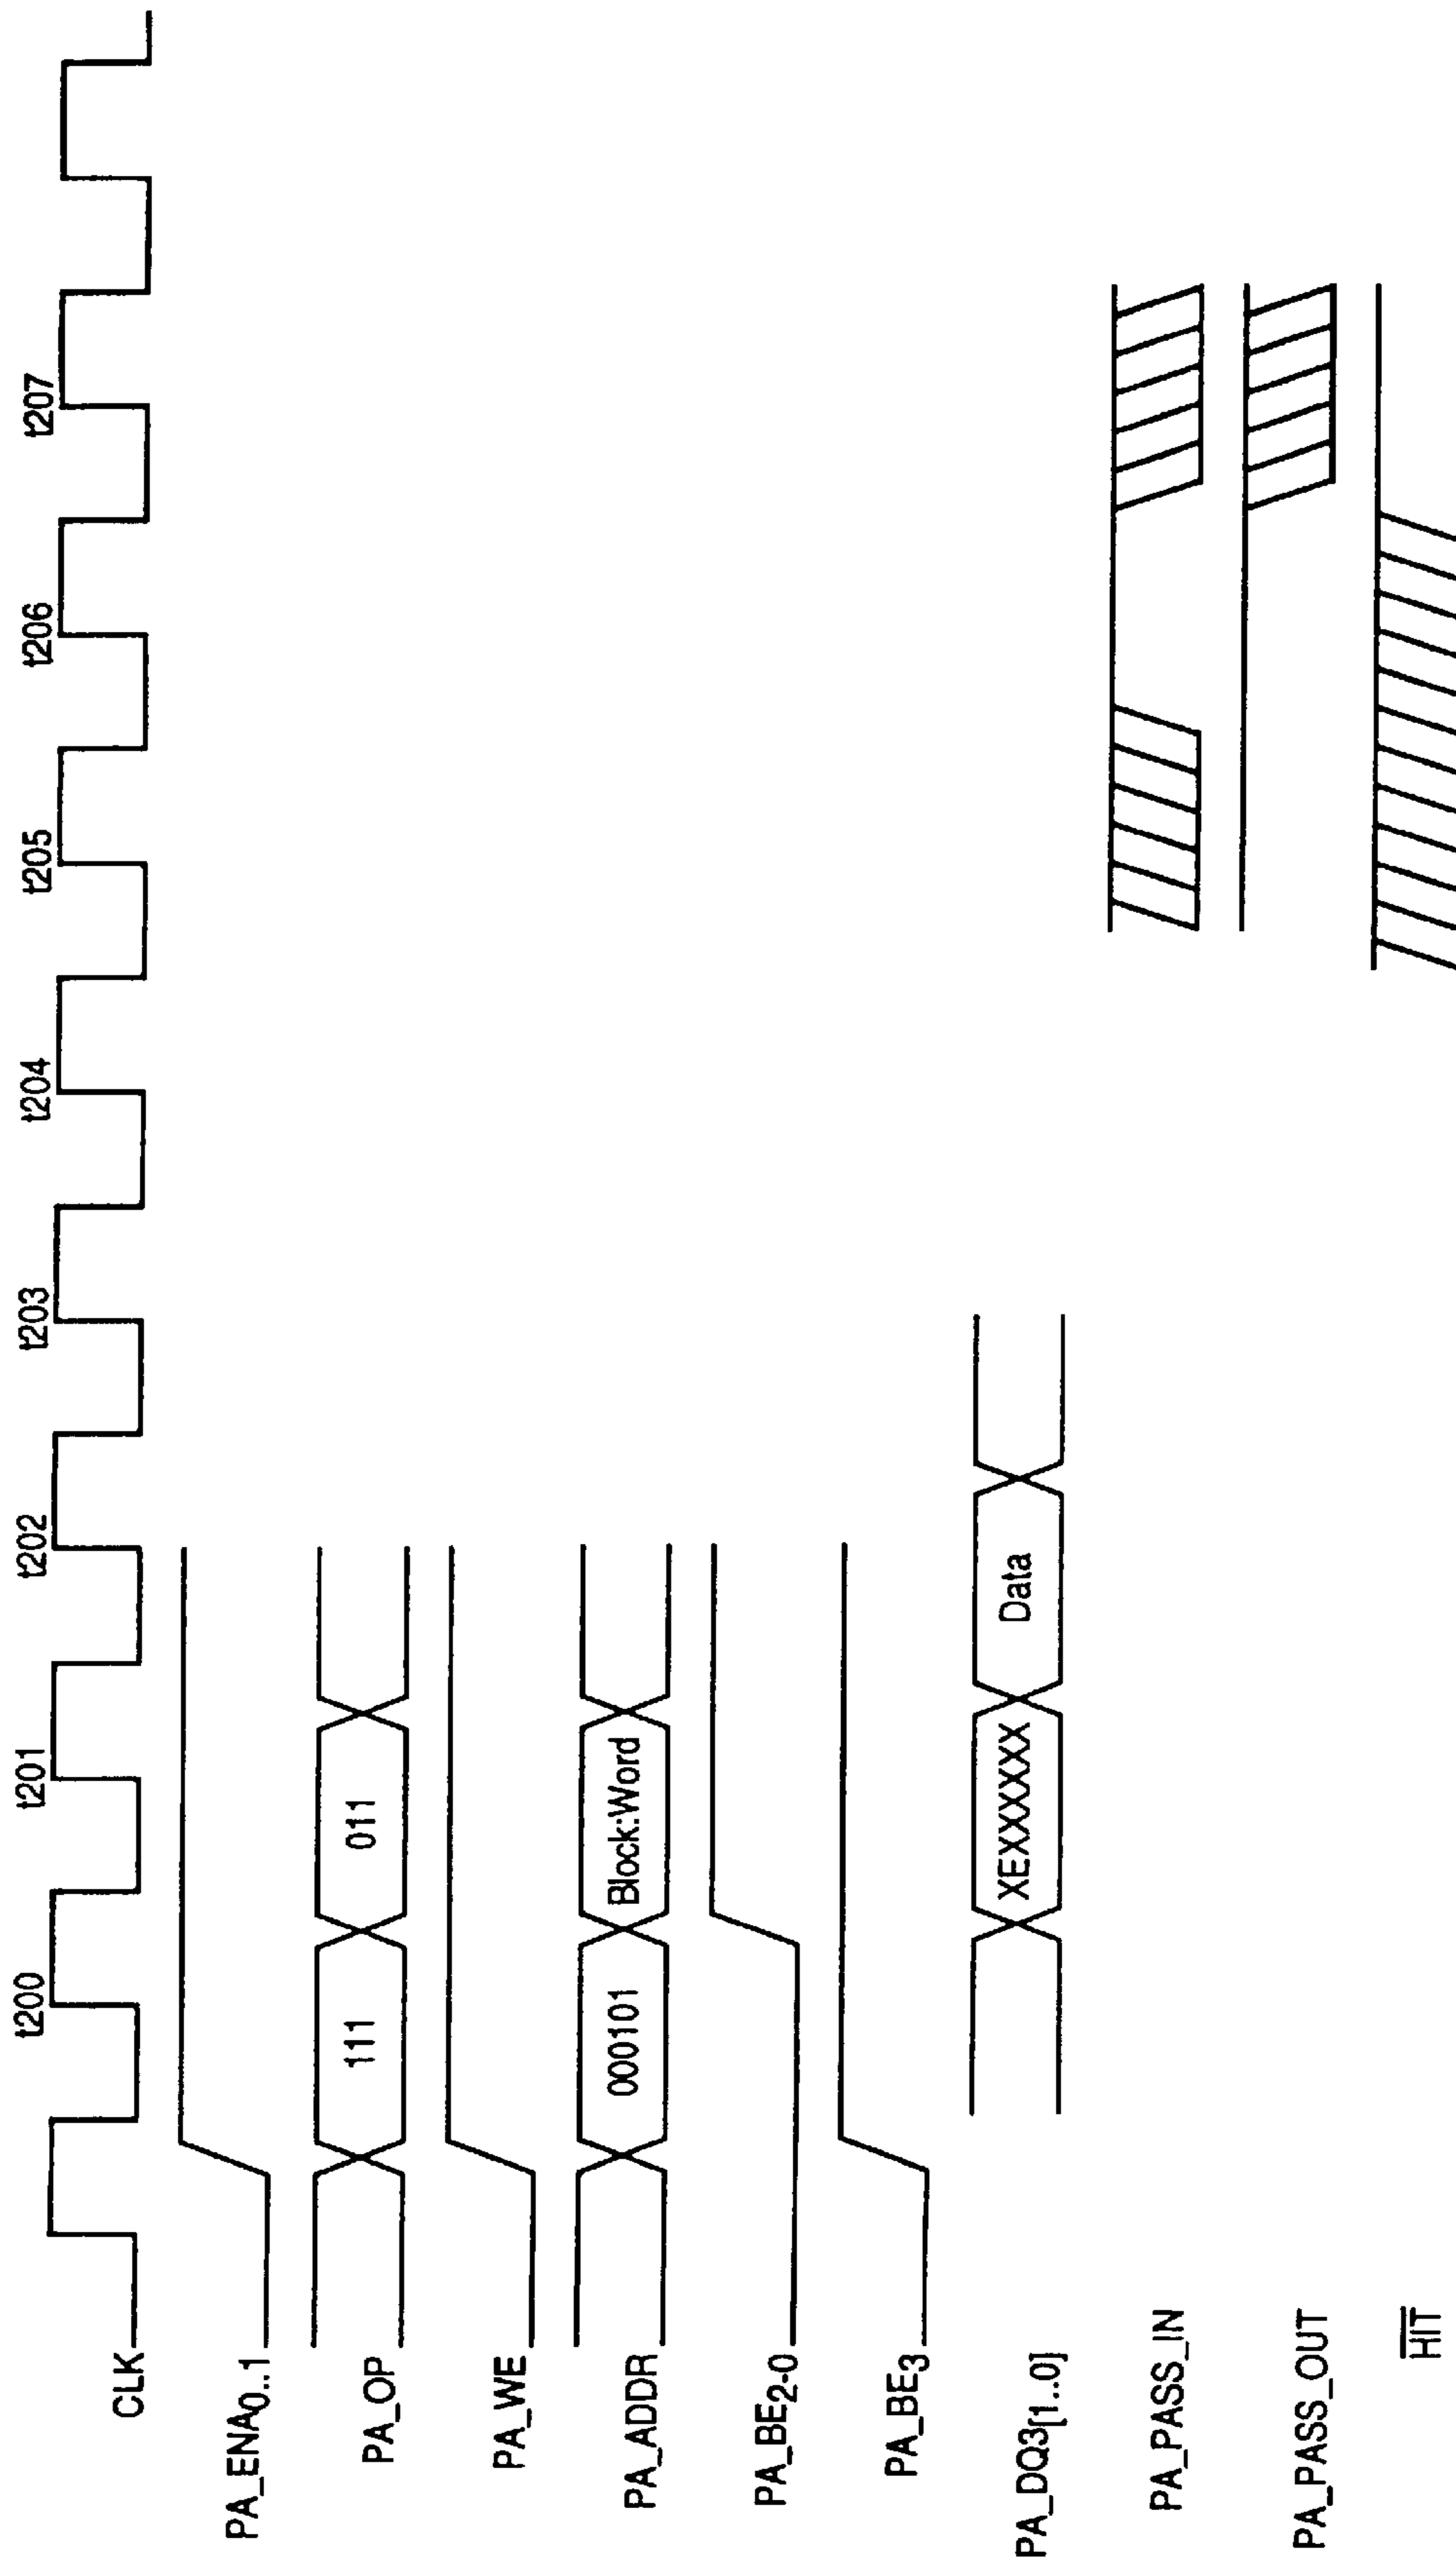 t200 t201 t202 t203 t204 t205 t206 t207
CLK
PA_ENA0..1
PA_OP 111 011
PA_WE
PA_ADDR 000101 Block:Word
PA_BE2-0
PA_BE3
PA_DQ3[1..0] XEXXXXXX Data
PA_PASS_IN
PA_PASS_OUT
HIT